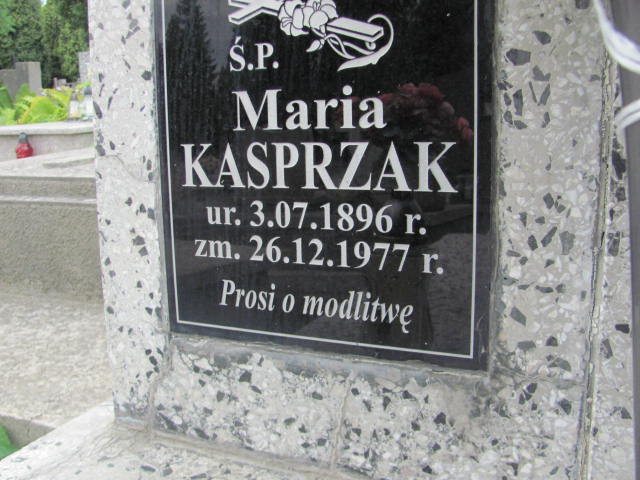 Ś.P.
Maria
KASPRZAK
ur. 3.07.1896 r.
zm. 26.12.1977 r.
Prosi o modlitwę